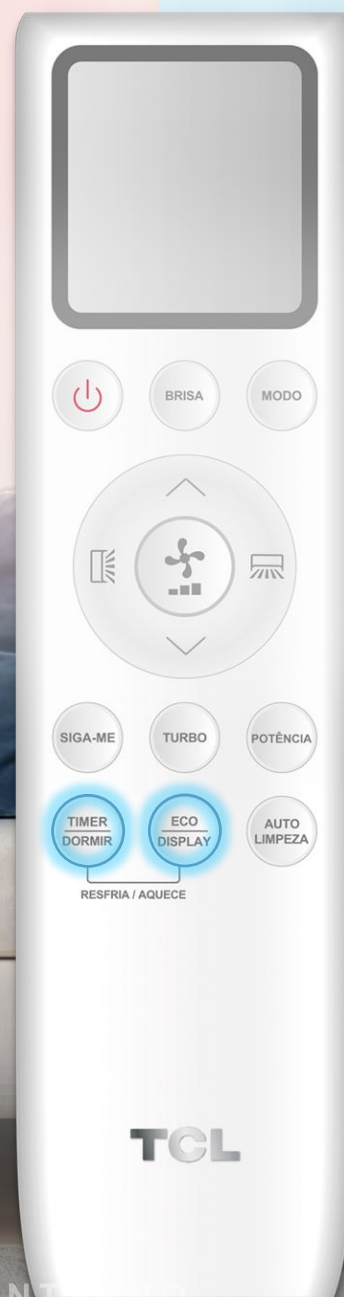 BRISA
MODO
SIGA-ME
TURBO
POTÊNCIA
TIMER
DORMIR
ECO
DISPLAY
AUTO
LIMPEZA
RESFRIA / AQUECE
TCL